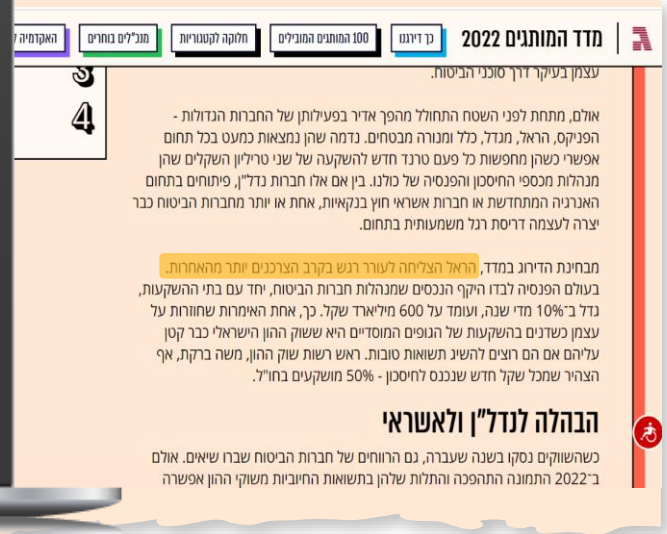 מדד המותגים 2022
כך דירגנו
100 המותגים המובילים
חלוקה לקטגוריות
מנכ"לים בוחרים
האקדמיה
3
4
עצמן בעיקר דרך סוכני הביטוח.
אולם, מתחת לפני השטח התחולל מהפך אדיר בפעילותן של החברות הגדולות -
הפניקס, הראל, מגדל, כלל ומנורה מבטחים. נדמה שהן נמצאות כמעט בכל תחום
אפשרי כשהן מחפשות כל פעם טרנד חדש להשקעה של שני טריליון השקלים שהן
מנהלות מכספי החיסכון והפנסיה של כולנו. בין אם אלו חברות נדל"ן, פיתוחים בתחום
האנרגיה המתחדשת או חברות אשראי חוץ בנקאיות, אחת או יותר מחברות הביטוח כבר
יצרה לעצמה דריסת רגל משמעותית בתחום.
מבחינת הדירוג במדד, הראל הצליחה לעורר רגש בקרב הצרכנים יותר מהאחרות.
בעולם הפנסיה לבדו היקף הנכסים שמנהלות חברות הביטוח, יחד עם בתי ההשקעות,
גדל ב־10% מדי שנה, ועומד על 600 מיליארד שקל. כך, אחת האימרות שחוזרות על
עצמן כשדנים בהשקעות של הגופים המוסדיים היא ששוק ההון הישראלי כבר קטן
עליהם אם הם רוצים להשיג תשואות טובות. ראש רשות שוק ההון, משה ברקת, אף
הצהיר שמכל שקל חדש שנכנס לחיסכון - 50% מושקעים בחו"ל.
הבהלה לנדל"ן ולאשראי
כשהשווקים נסקו בשנה שעברה, גם הרווחים של חברות הביטוח שברו שיאים. אולם
ב־2022 התמונה התהפכה והתלות שלהן בתשואות החיוביות משוקי ההון אפשרה